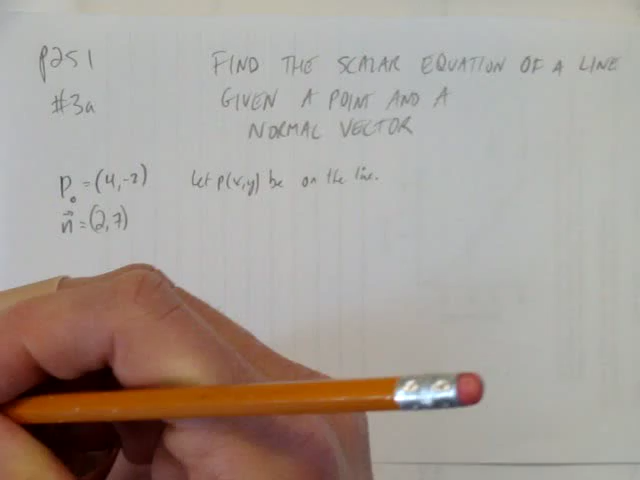 p251
#3a
FIND THE SCALAR EQUATION OF A LINE
GIVEN A POINT AND A
NORMAL VECTOR
P₀ = (4,-2)
Let P(x,y) be on the line.
n⃗ = (2,7)